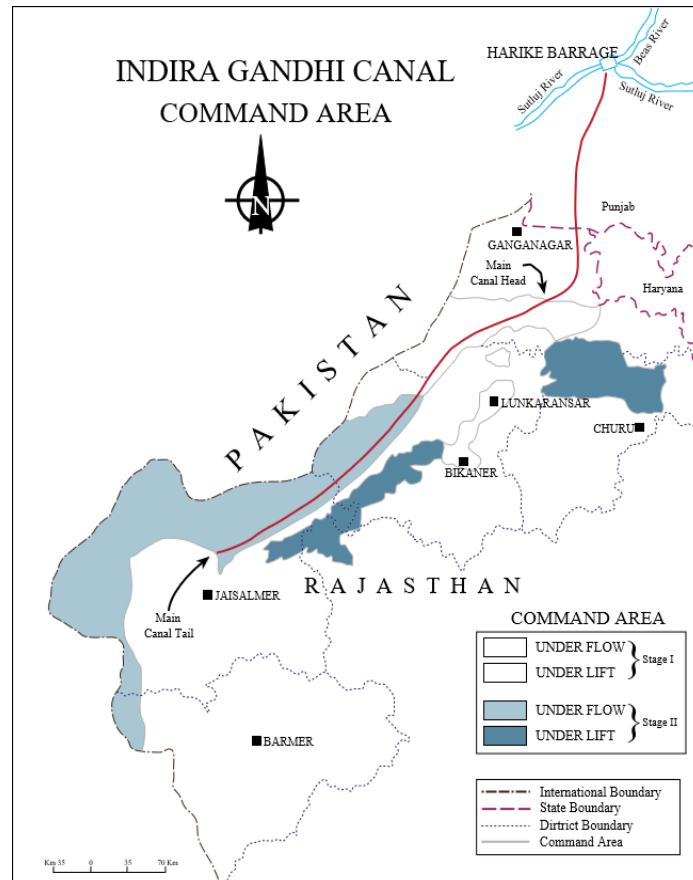 HARIKE BARRAGE
Beas River
Sutluj River
Sutluj River
INDIRA GANDHI CANAL
COMMAND AREA
N
Punjab
GANGANAGAR
Main
Canal Head
Haryana
PAKISTAN
LUNKARANSAR
CHURU
BIKANER
RAJASTHAN
JAISALMER
Main
Canal Tail
BARMER
COMMAND AREA
UNDER FLOW
UNDER LIFT
Stage I
UNDER FLOW
UNDER LIFT
Stage II
International Boundary
State Boundary
Dirtrict Boundary
Command Area
Km 35 0 35 70 Km